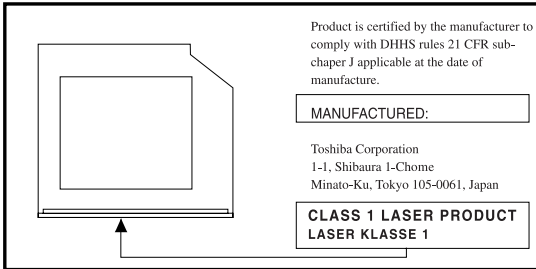 Product is certified by the manufacturer to
comply with DHHS rules 21 CFR sub-
chaper J applicable at the date of
manufacture.
MANUFACTURED:
Toshiba Corporation
1-1, Shibaura 1-Chome
Minato-Ku, Tokyo 105-0061, Japan
CLASS 1 LASER PRODUCT
LASER KLASSE 1